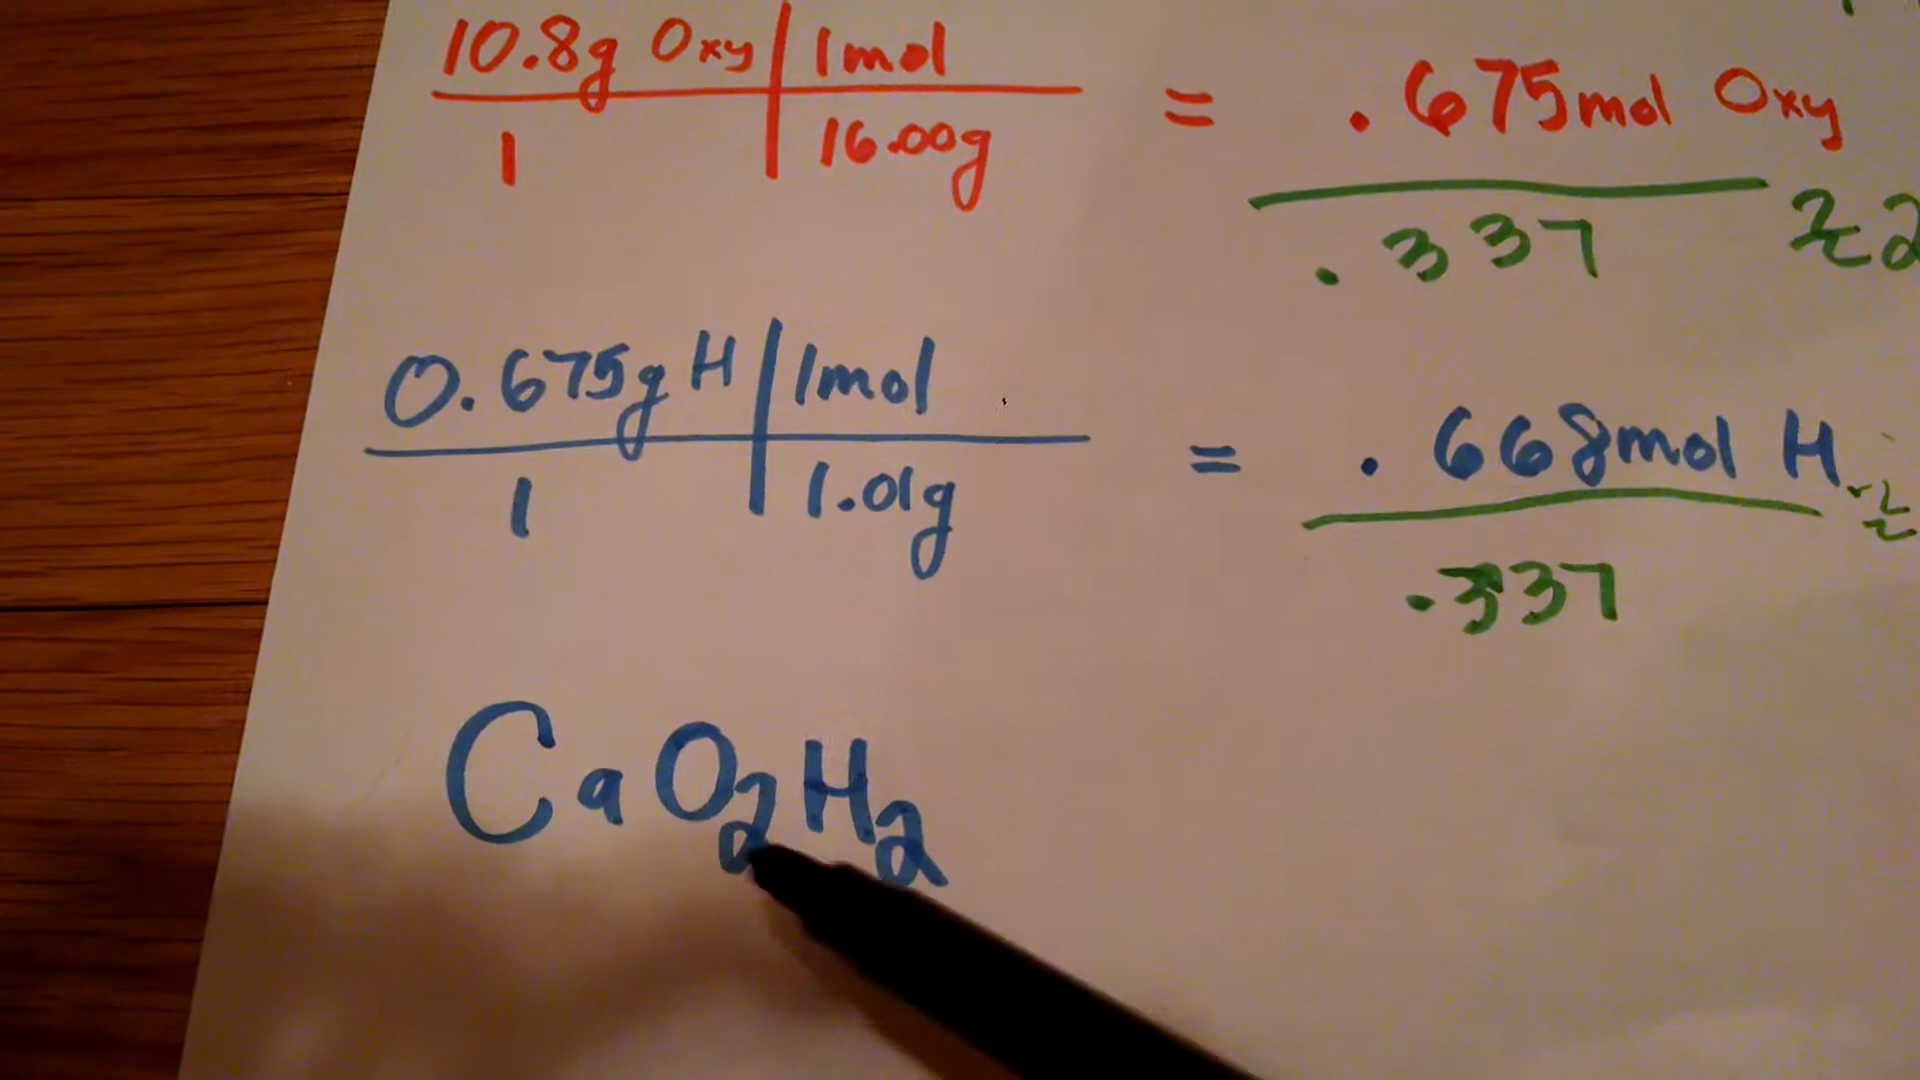 10.8g Oxy | 1mol
1 | 16.00g
= .675mol Oxy
.337 ≈2
0.675g H | 1mol
1 | 1.01g
= .668mol H
.337
CaO₂H₂